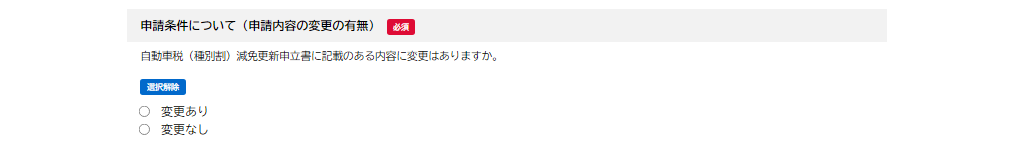 申請条件について（申請内容の変更の有無） 必須
自動車税（種別割）減免更新申立書に記載のある内容に変更はありますか。
選択解除
変更あり
変更なし